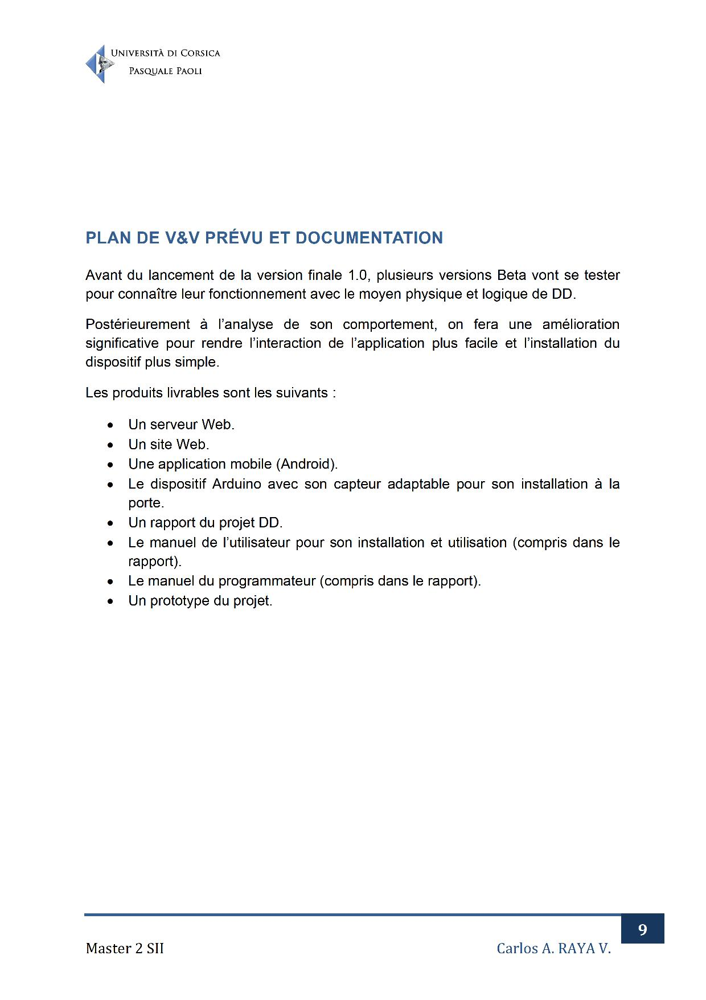 UNIVERSITÀ DI CORSICA
PASQUALE PAOLI
PLAN DE V&V PRÉVU ET DOCUMENTATION
Avant du lancement de la version finale 1.0, plusieurs versions Beta vont se tester
pour connaître leur fonctionnement avec le moyen physique et logique de DD.
Postérieurement à l’analyse de son comportement, on fera une amélioration
significative pour rendre l’interaction de l’application plus facile et l’installation du
dispositif plus simple.
Les produits livrables sont les suivants :
• Un serveur Web.
• Un site Web.
• Une application mobile (Android).
• Le dispositif Arduino avec son capteur adaptable pour son installation à la
porte.
• Un rapport du projet DD.
• Le manuel de l’utilisateur pour son installation et utilisation (compris dans le
rapport).
• Le manuel du programmateur (compris dans le rapport).
• Un prototype du projet.
9
Master 2 SII Carlos A. RAYA V.